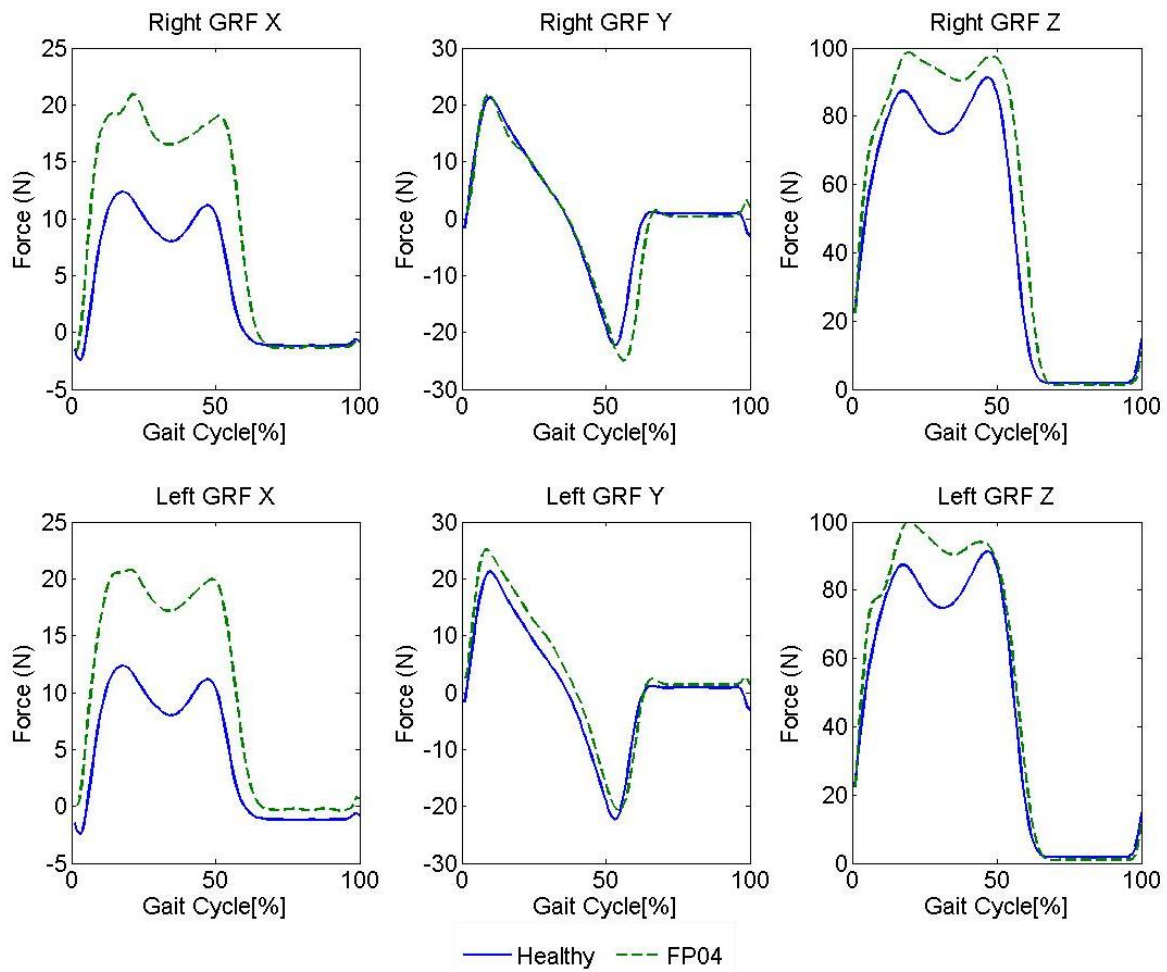 Right GRF X
Right GRF Y
Right GRF Z
25
20
15
10
5
0
-5
Force (N)
0
50
100
Gait Cycle[%]
30
20
10
0
-10
-20
-30
Force (N)
0
50
100
Gait Cycle[%]
100
80
60
40
20
0
Force (N)
0
50
100
Gait Cycle[%]
Left GRF X
Left GRF Y
Left GRF Z
25
20
15
10
5
0
-5
Force (N)
0
50
100
Gait Cycle[%]
30
20
10
0
-10
-20
-30
Force (N)
0
50
100
Gait Cycle[%]
100
80
60
40
20
0
Force (N)
0
50
100
Gait Cycle[%]
Healthy
FP04